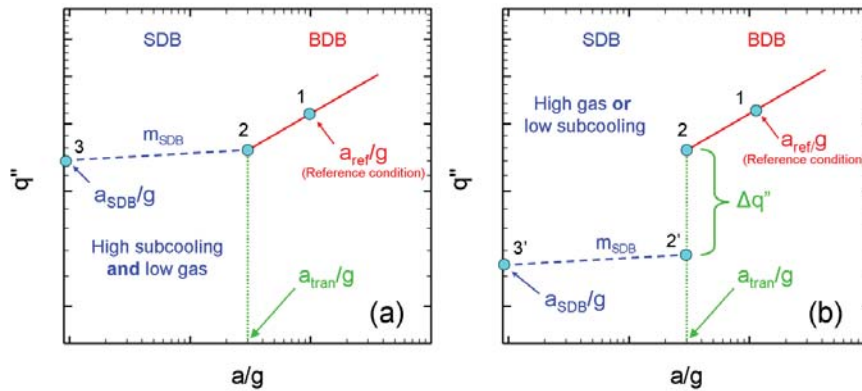 SDB
BDB
1
2
3
m_SDB
a_ref/g
(Reference condition)
a_SDB/g
High subcooling
and low gas
a_tran/g
(a)
q"
a/g
SDB
BDB
High gas or
low subcooling
1
2
a_ref/g
(Reference condition
Δq"
3'
m_SDB
2'
a_SDB/g
a_tran/g
(b)
q"
a/g